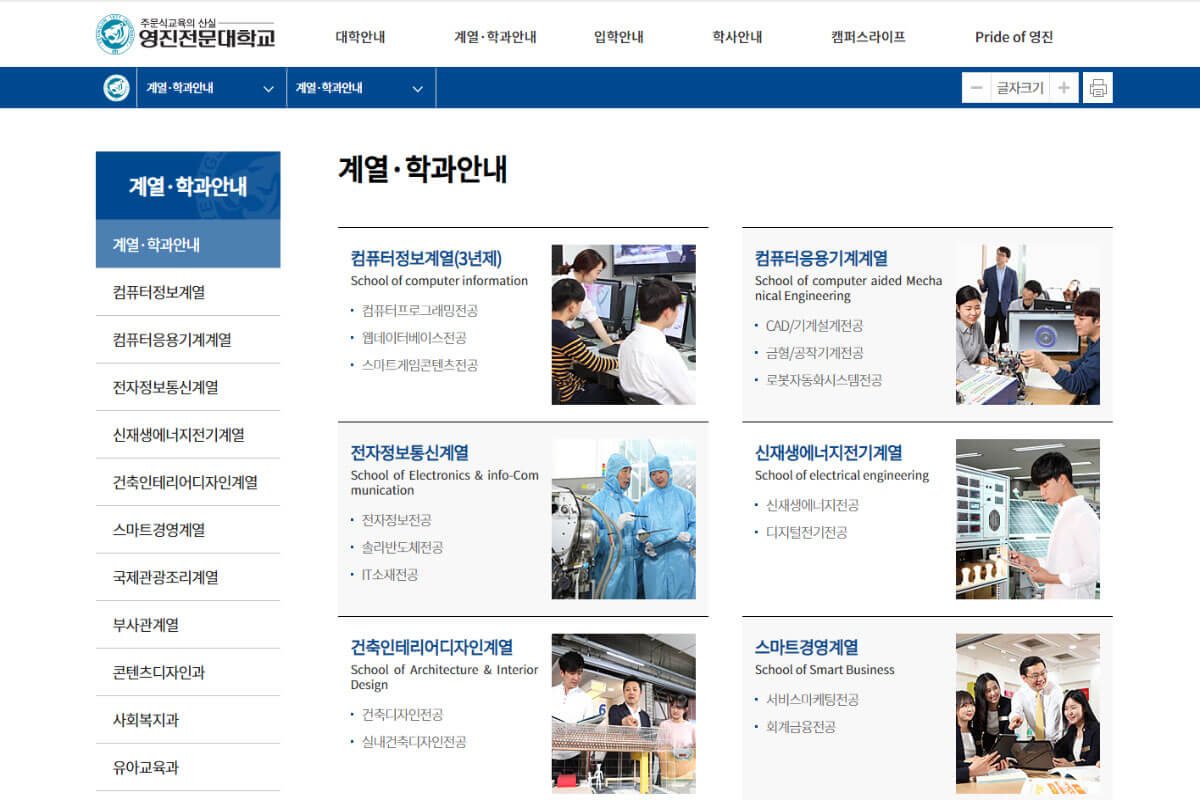 주문식교육의 산실
영진전문대학교
대학안내
계열·학과안내
입학안내
학사안내
캠퍼스라이프
Pride of 영진
계열·학과안내
계열·학과안내
글자크기
계열·학과안내
계열·학과안내
컴퓨터정보계열
컴퓨터응용기계계열
전자정보통신계열
신재생에너지전기계열
건축인테리어디자인계열
스마트경영계열
국제관광조리계열
부사관계열
콘텐츠디자인과
사회복지과
유아교육과
계열·학과안내
컴퓨터정보계열(3년제)
School of computer information
컴퓨터프로그래밍전공
웹데이터베이스전공
스마트게임콘텐츠전공
컴퓨터응용기계계열
School of computer aided Mecha
nical Engineering
CAD/기계설계전공
금형/공작기계전공
로봇자동화시스템전공
전자정보통신계열
School of Electronics & info-Com
munication
전자정보전공
솔라반도체전공
IT소재전공
신재생에너지전기계열
School of electrical engineering
신재생에너지전공
디지털전기전공
건축인테리어디자인계열
School of Architecture & Interior
Design
건축디자인전공
실내건축디자인전공
스마트경영계열
School of Smart Business
서비스마케팅전공
회계금융전공